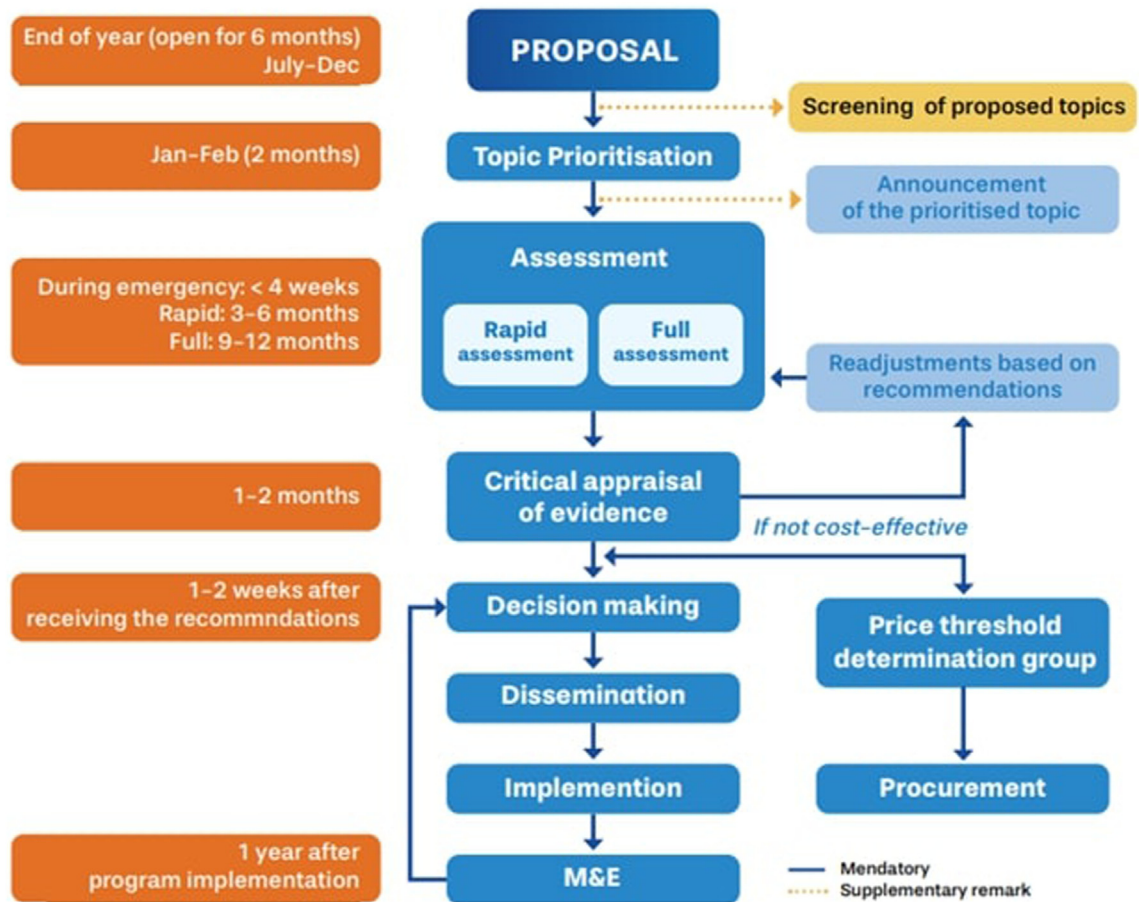 End of year (open for 6 months)
July-Dec
PROPOSAL
Screening of proposed topics
Jan-Feb (2 months)
Topic Prioritisation
Announcement
of the prioritised topic
Assessment
During emergency: < 4 weeks
Rapid: 3-6 months
Full: 9-12 months
Rapid
assessment
Full
assessment
Readjustments based on
recommendations
1-2 months
Critical appraisal
of evidence
If not cost-effective
1-2 weeks after
receiving the recommndations
Decision making
Price threshold
determination group
Dissemination
Implemention
Procurement
1 year after
program implementation
M&E
Mendatory
Supplementary remark